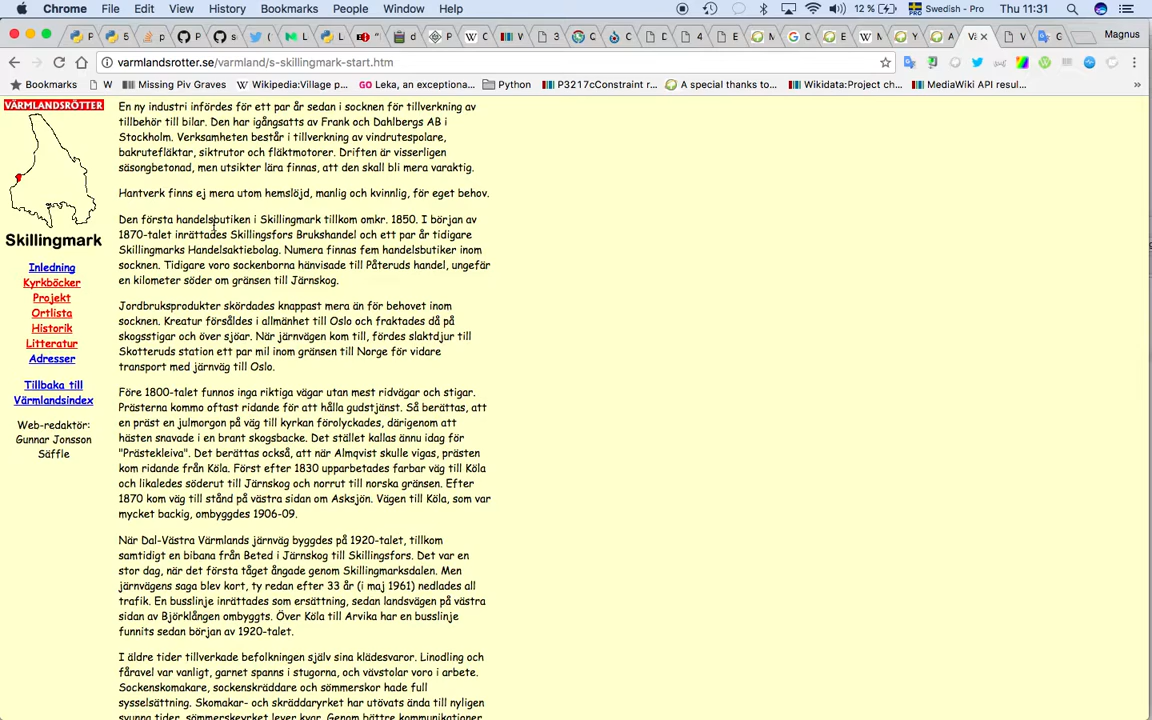 Chrome File Edit View History Bookmarks People Window Help 12 % Swedish - Pro Thu 11:31
Magnus
varmlandsrotter.se/varmland/s-skillingmark-start.htm
Bookmarks W Missing Piv Graves Wikipedia:Village p... GO Leka, an exceptiona... Python P3217cConstraint r... A special thanks to... Wikidata:Project ch... MediaWiki API resul... »
VÄRMLANDSRÖTTER
Skillingmark
Inledning
Kyrkböcker
Projekt
Ortlista
Historik
Litteratur
Adresser
Tillbaka till
Värmlandsindex
Web-redaktör:
Gunnar Jonsson
Säffle
En ny industri infördes för ett par år sedan i socknen för tillverkning av
tillbehör till bilar. Den har igångsatts av Frank och Dahlbergs AB i
Stockholm. Verksamheten består i tillverkning av vindrutespolare,
bakrutefläktar, siktrutor och fläktmotorer. Driften är visserligen
säsongbetonad, men utsikter lära finnas, att den skall bli mera varaktig.
Hantverk finns ej mera utom hemslöjd, manlig och kvinnlig, för eget behov.
Den första handelsbutiken i Skillingmark tillkom omkr. 1850. I början av
1870-talet inrättades Skillingsfors Brukshandel och ett par år tidigare
Skillingmarks Handelsaktiebolag. Numera finnas fem handelsbutiker inom
socknen. Tidigare voro sockenborna hänvisade till Påteruds handel, ungefär
en kilometer söder om gränsen till Järnskog.
Jordbruksprodukter skördades knappast mera än för behovet inom
socknen. Kreatur försåldes i allmänhet till Oslo och fraktades då på
skogsstigar och över sjöar. När järnvägen kom till, fördes slaktdjur till
Skotteruds station ett par mil inom gränsen till Norge för vidare
transport med järnväg till Oslo.
Före 1800-talet funnos inga riktiga vägar utan mest ridvägar och stigar.
Prästerna kommo oftast ridande för att hålla gudstjänst. Så berättas, att
en präst en julmorgon på väg till kyrkan förolyckades, därigenom att
hästen snavade i en brant skogsbacke. Det stället kallas ännu idag för
"Prästekleiva". Det berättas också, att när Almqvist skulle vigas, prästen
kom ridande från Köla. Först efter 1830 upparbetades farbar väg till Köla
och likaledes söderut till Järnskog och norrut till norska gränsen. Efter
1870 kom väg till stånd på västra sidan om Asksjön. Vägen till Köla, som var
mycket backig, ombyggdes 1906-09.
När Dal-Västra Värmlands järnväg byggdes på 1920-talet, tillkom
samtidigt en bibana från Beted i Järnskog till Skillingsfors. Det var en
stor dag, när det första tåget ångade genom Skillingmarksdalen. Men
järnvägens saga blev kort, ty redan efter 33 år (i maj 1961) nedlades all
trafik. En busslinje inrättades som ersättning, sedan landsvägen på västra
sidan av Björklången ombyggts. Över Köla till Arvika har en busslinje
funnits sedan början av 1920-talet.
I äldre tider tillverkade befolkningen själv sina klädesvaror. Linodling och
fåravel var vanligt, garnet spanns i stugorna, och vävstolar voro i arbete.
Sockenskomakare, sockenskräddare och sömmerskor hade full
sysselsättning. Skomakar- och skräddaryrket har utövats ända till nyligen
svunna tider, sömmerskeyrket lever kvar. Genom bättre kommunikationer